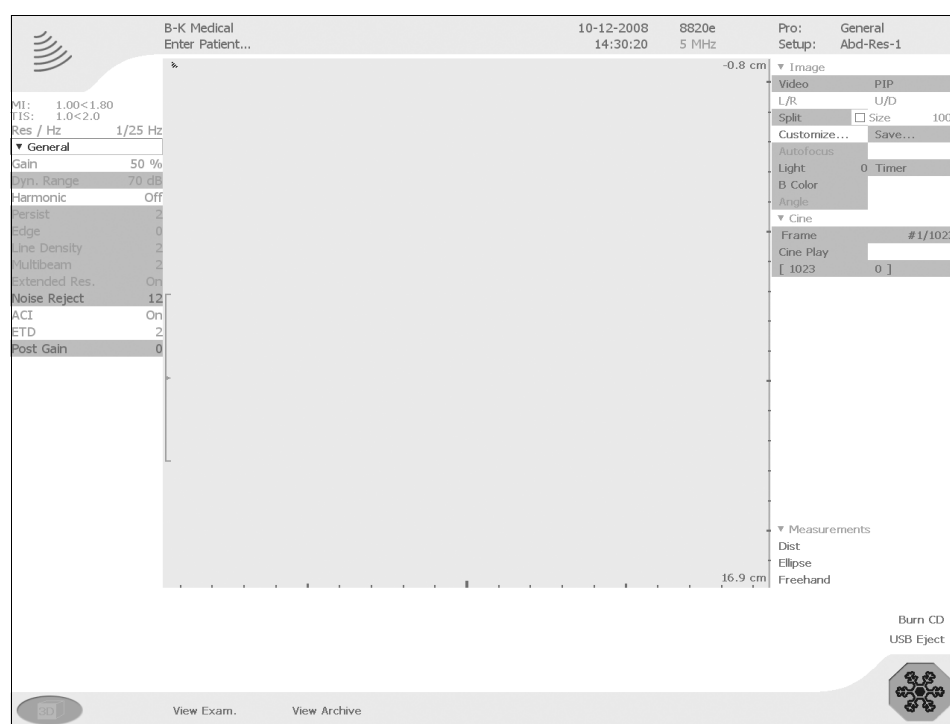 B-K Medical 10-12-2008 8820e Pro: General
Enter Patient... 14:30:20 5 MHz Setup: Abd-Res-1
MI: 1.00<1.80
TIS: 1.0<2.0
Res / Hz 1/25 Hz
▼ General
Gain 50 %
Dyn. Range 70 dB
Harmonic Off
Persist 2
Edge 0
Line Density 2
Multibeam 2
Extended Res. On
Noise Reject 12
ACI On
ETD 2
Post Gain 0
-0.8 cm
16.9 cm
▼ Image
Video PIP
L/R U/D
Split Size 100
Customize... Save...
Autofocus
Light 0 Timer
B Color
Angle
▼ Cine
Frame #1/1023
Cine Play
[ 1023 0 ]
▼ Measurements
Dist
Ellipse
Freehand
Burn CD
USB Eject
3D View Exam. View Archive